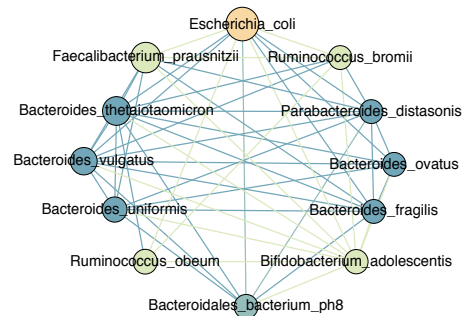 Escherichia_coli
Faecalibacterium_prausnitzii
Ruminococcus_bromii
Bacteroides_thetaiotaomicron
Parabacteroides_distasonis
Bacteroides_vulgatus
Bacteroides_ovatus
Bacteroides_uniformis
Bacteroides_fragilis
Ruminococcus_obeum
Bifidobacterium_adolescentis
Bacteroidales_bacterium_ph8